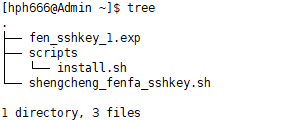 [hph666@Admin ~]$ tree
.
├── fen_sshkey_1.exp
├── scripts
│   └── install.sh
└── shengcheng_fenfa_sshkey.sh
1 directory, 3 files